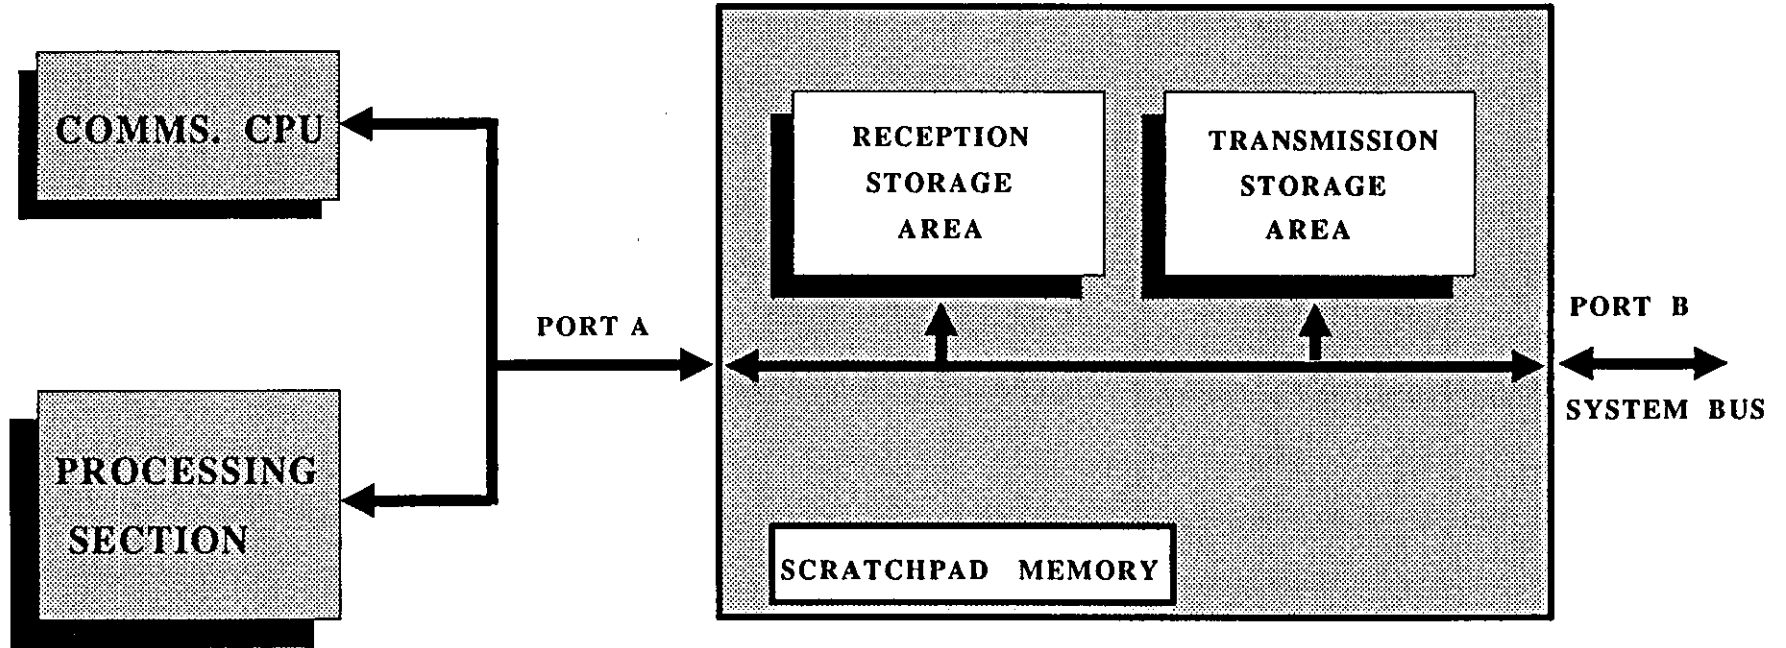 COMMS. CPU
PROCESSING
SECTION
PORT A
RECEPTION
STORAGE
AREA
TRANSMISSION
STORAGE
AREA
SCRATCHPAD MEMORY
PORT B
SYSTEM BUS